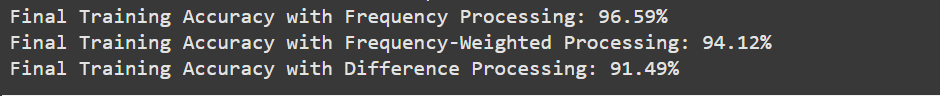 Final Training Accuracy with Frequency Processing: 96.59%
Final Training Accuracy with Frequency-Weighted Processing: 94.12%
Final Training Accuracy with Difference Processing: 91.49%